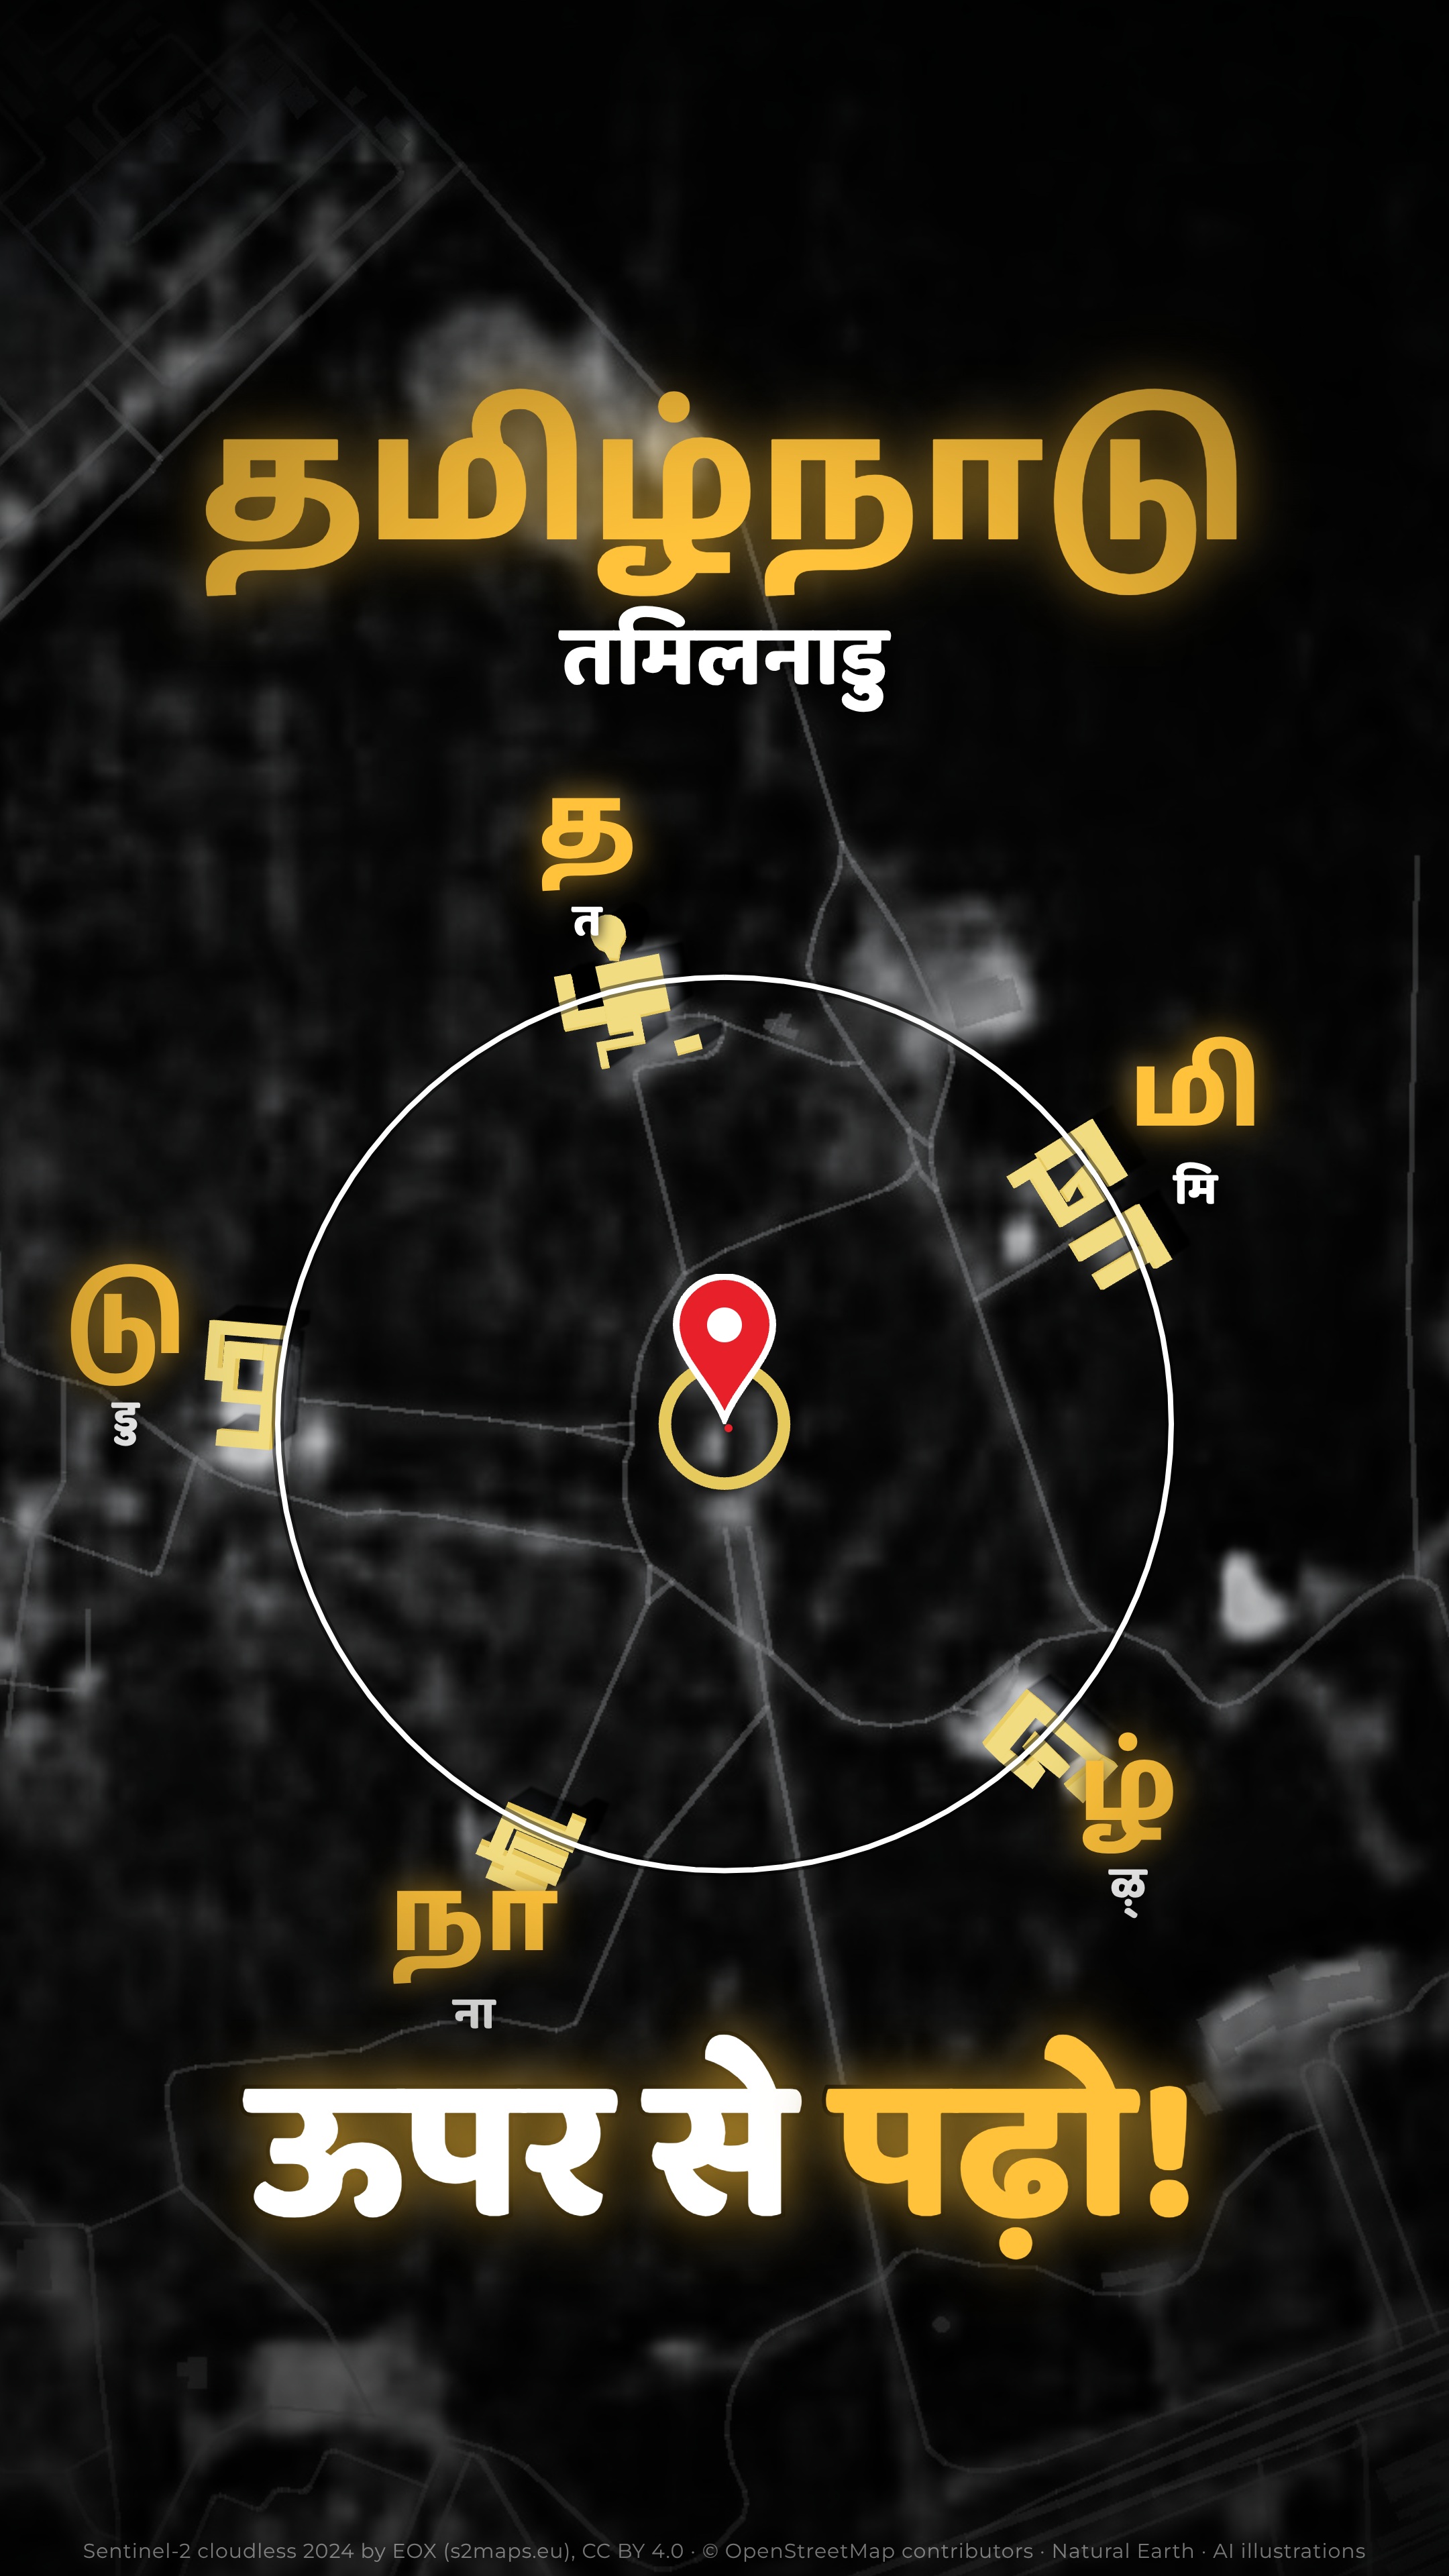 தமிழ்நாடு
तमिलनाडु
த
त
மி
मि
டு
डु
ழ்
ऴ्
நா
ना
ऊपर से पढ़ो!
Sentinel-2 cloudless 2024 by EOX (s2maps.eu), CC BY 4.0 · © OpenStreetMap contributors · Natural Earth · AI illustrations